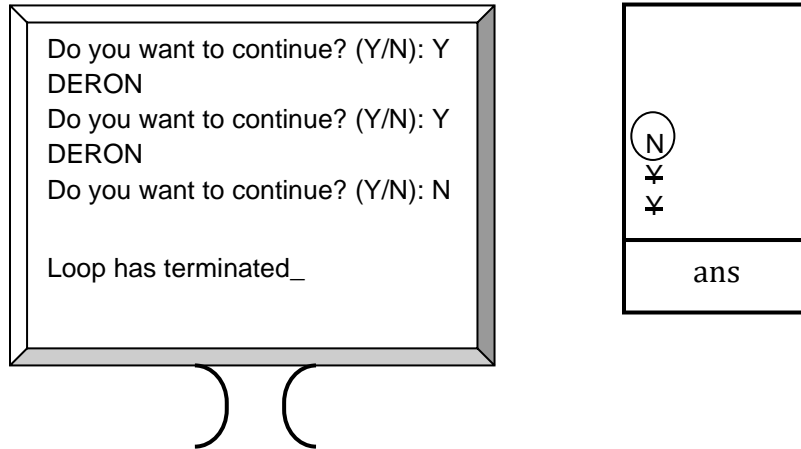 Do you want to continue? (Y/N): Y
DERON
Do you want to continue? (Y/N): Y
DERON
Do you want to continue? (Y/N): N
Loop has terminated_
N
Y
Y
ans